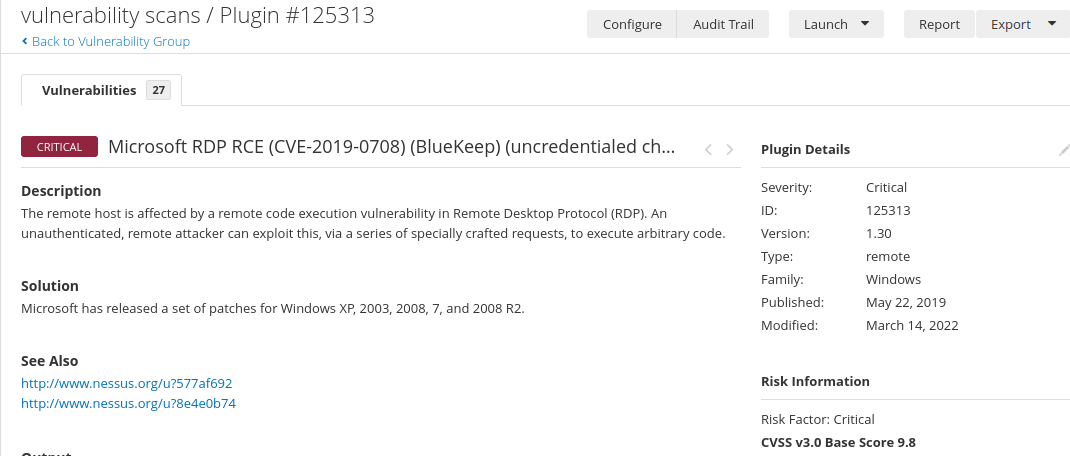 vulnerability scans / Plugin #125313
Back to Vulnerability Group
Configure
Audit Trail
Launch
Report
Export
Vulnerabilities 27
CRITICAL
Microsoft RDP RCE (CVE-2019-0708) (BlueKeep) (uncredentialed ch...
Description
The remote host is affected by a remote code execution vulnerability in Remote Desktop Protocol (RDP). An
unauthenticated, remote attacker can exploit this, via a series of specially crafted requests, to execute arbitrary code.
Solution
Microsoft has released a set of patches for Windows XP, 2003, 2008, 7, and 2008 R2.
See Also
http://www.nessus.org/u?577af692
http://www.nessus.org/u?8e4e0b74
Output
Plugin Details
Severity: Critical
ID: 125313
Version: 1.30
Type: remote
Family: Windows
Published: May 22, 2019
Modified: March 14, 2022
Risk Information
Risk Factor: Critical
CVSS v3.0 Base Score 9.8